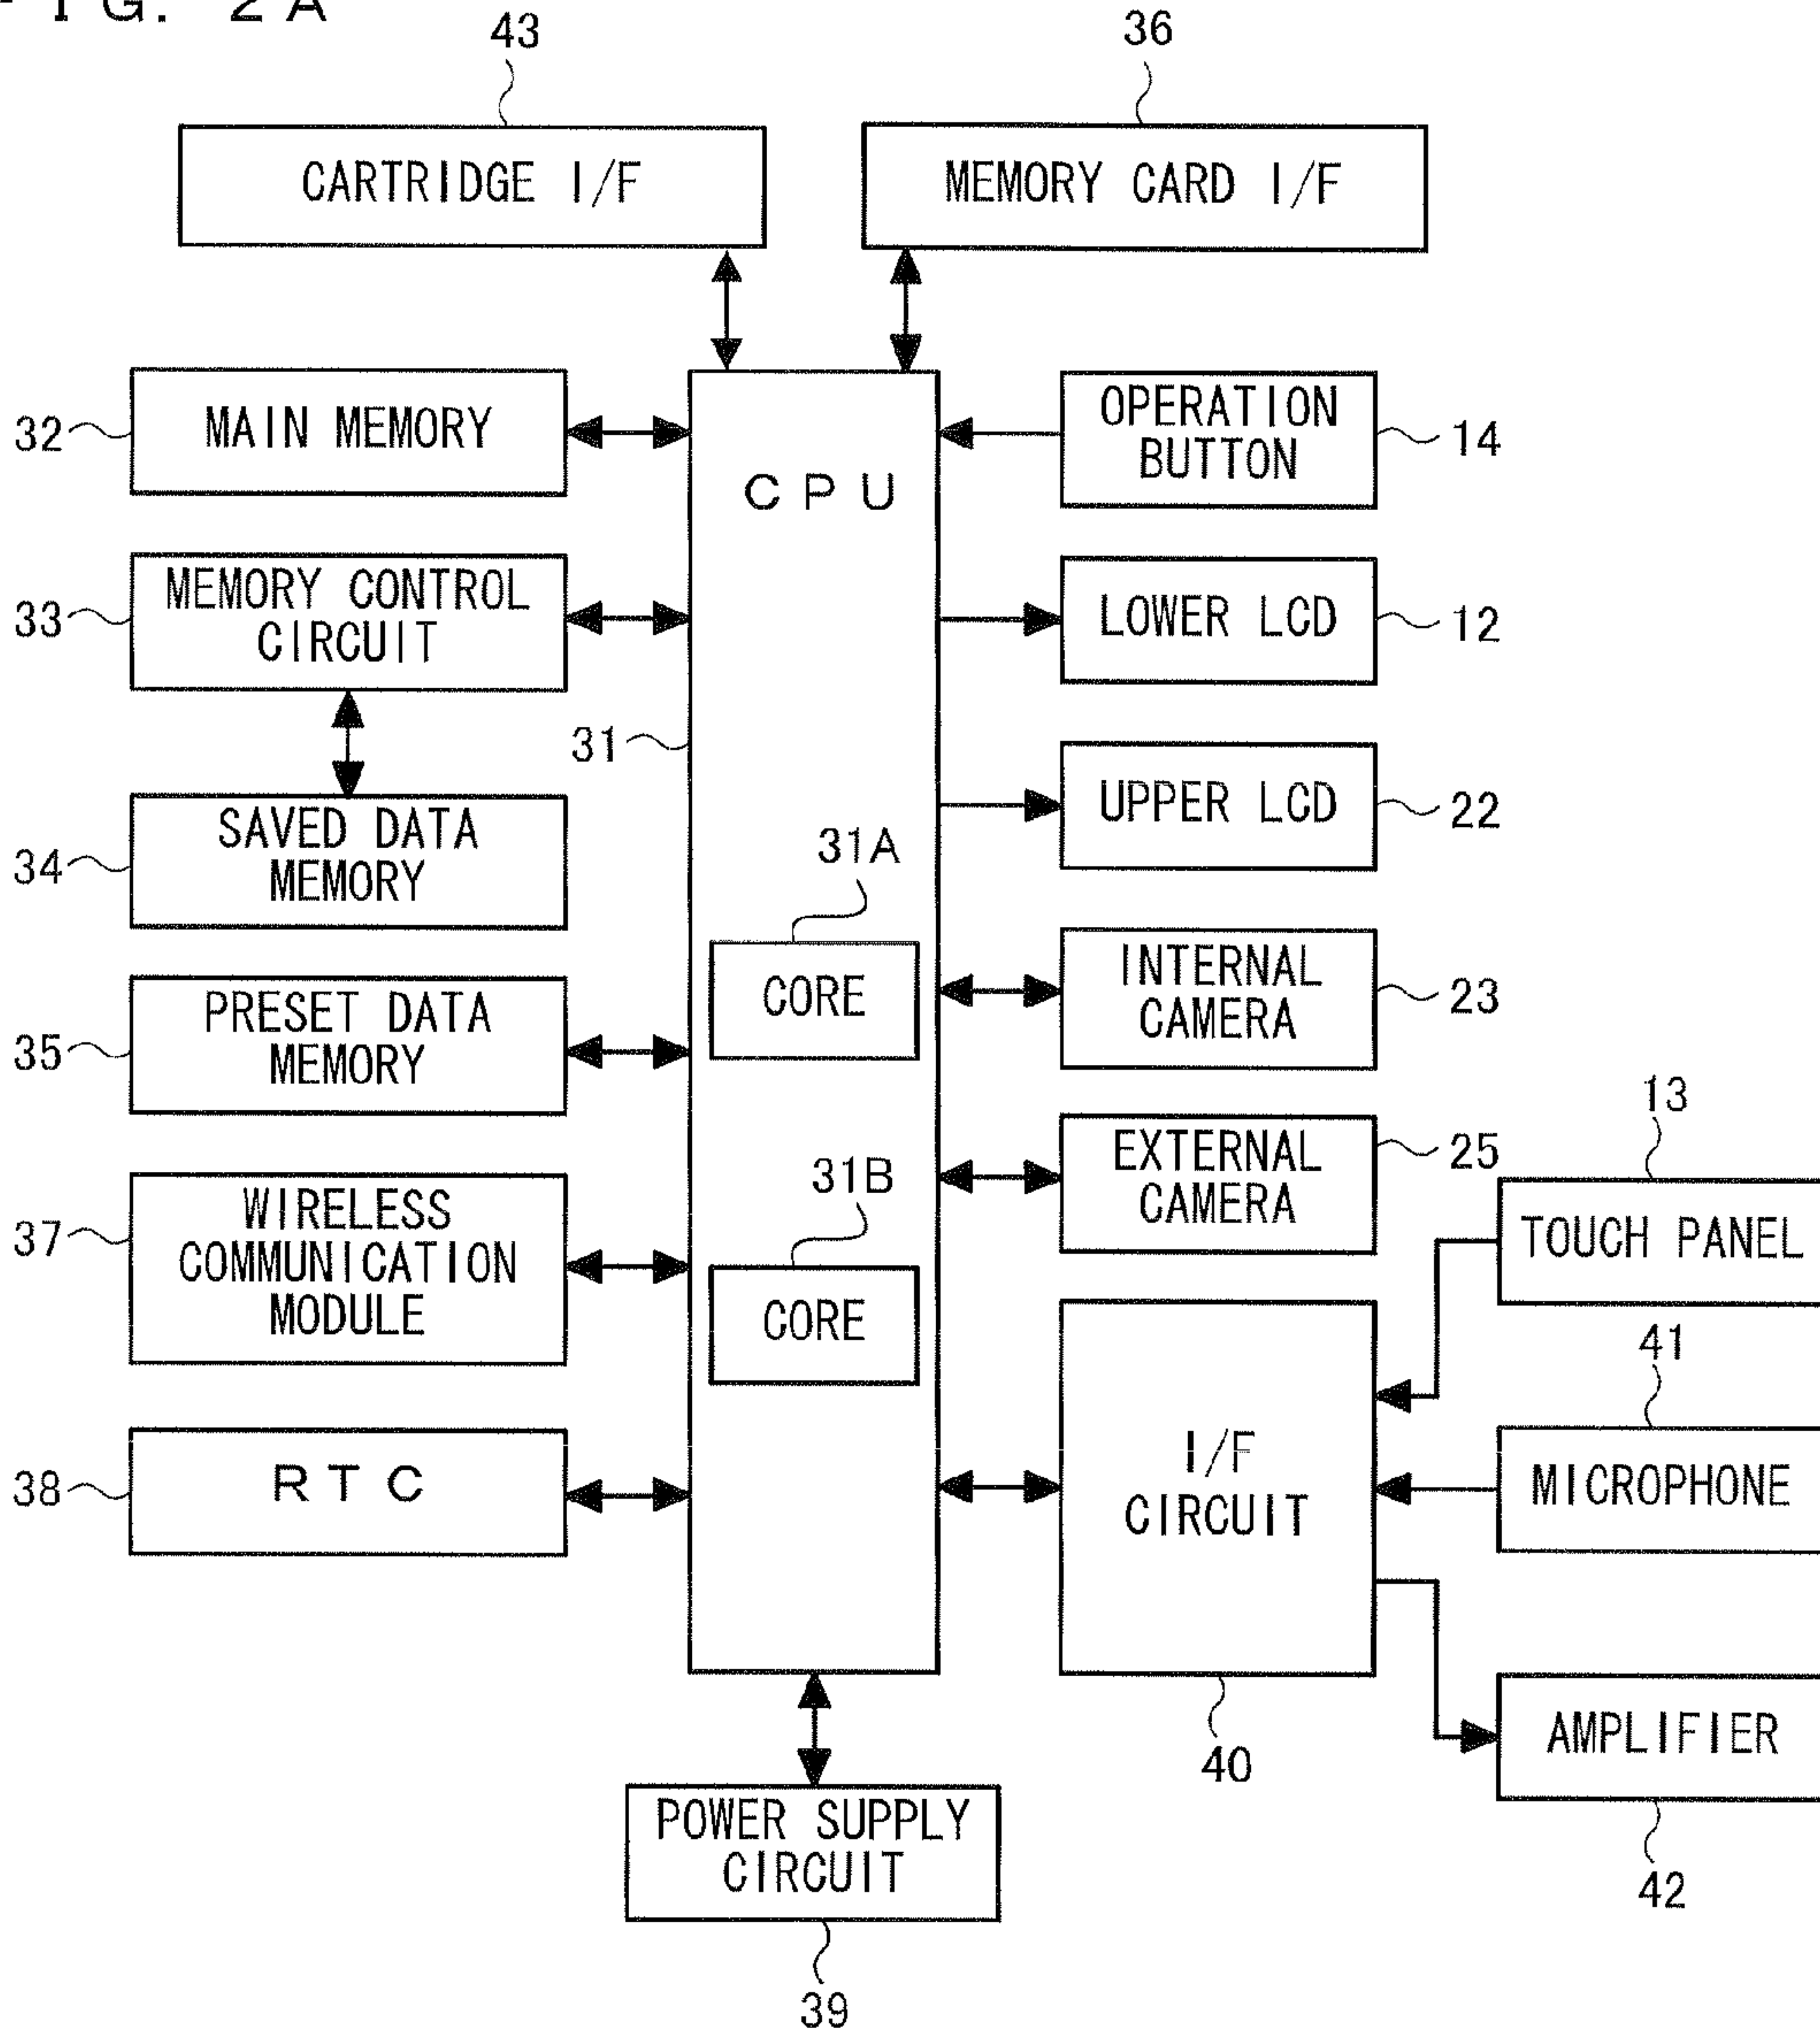 FIG. 2A
43
36
CARTRIDGE I/F
MEMORY CARD I/F
32
MAIN MEMORY
CPU
OPERATION
BUTTON
14
33
MEMORY CONTROL
CIRCUIT
LOWER LCD
12
31
34
SAVED DATA
MEMORY
UPPER LCD
22
31A
CORE
INTERNAL
CAMERA
23
35
PRESET DATA
MEMORY
31B
CORE
EXTERNAL
CAMERA
25
13
TOUCH PANEL
37
WIRELESS
COMMUNICATION
MODULE
41
38
RTC
I/F
CIRCUIT
MICROPHONE
40
AMPLIFIER
42
POWER SUPPLY
CIRCUIT
39